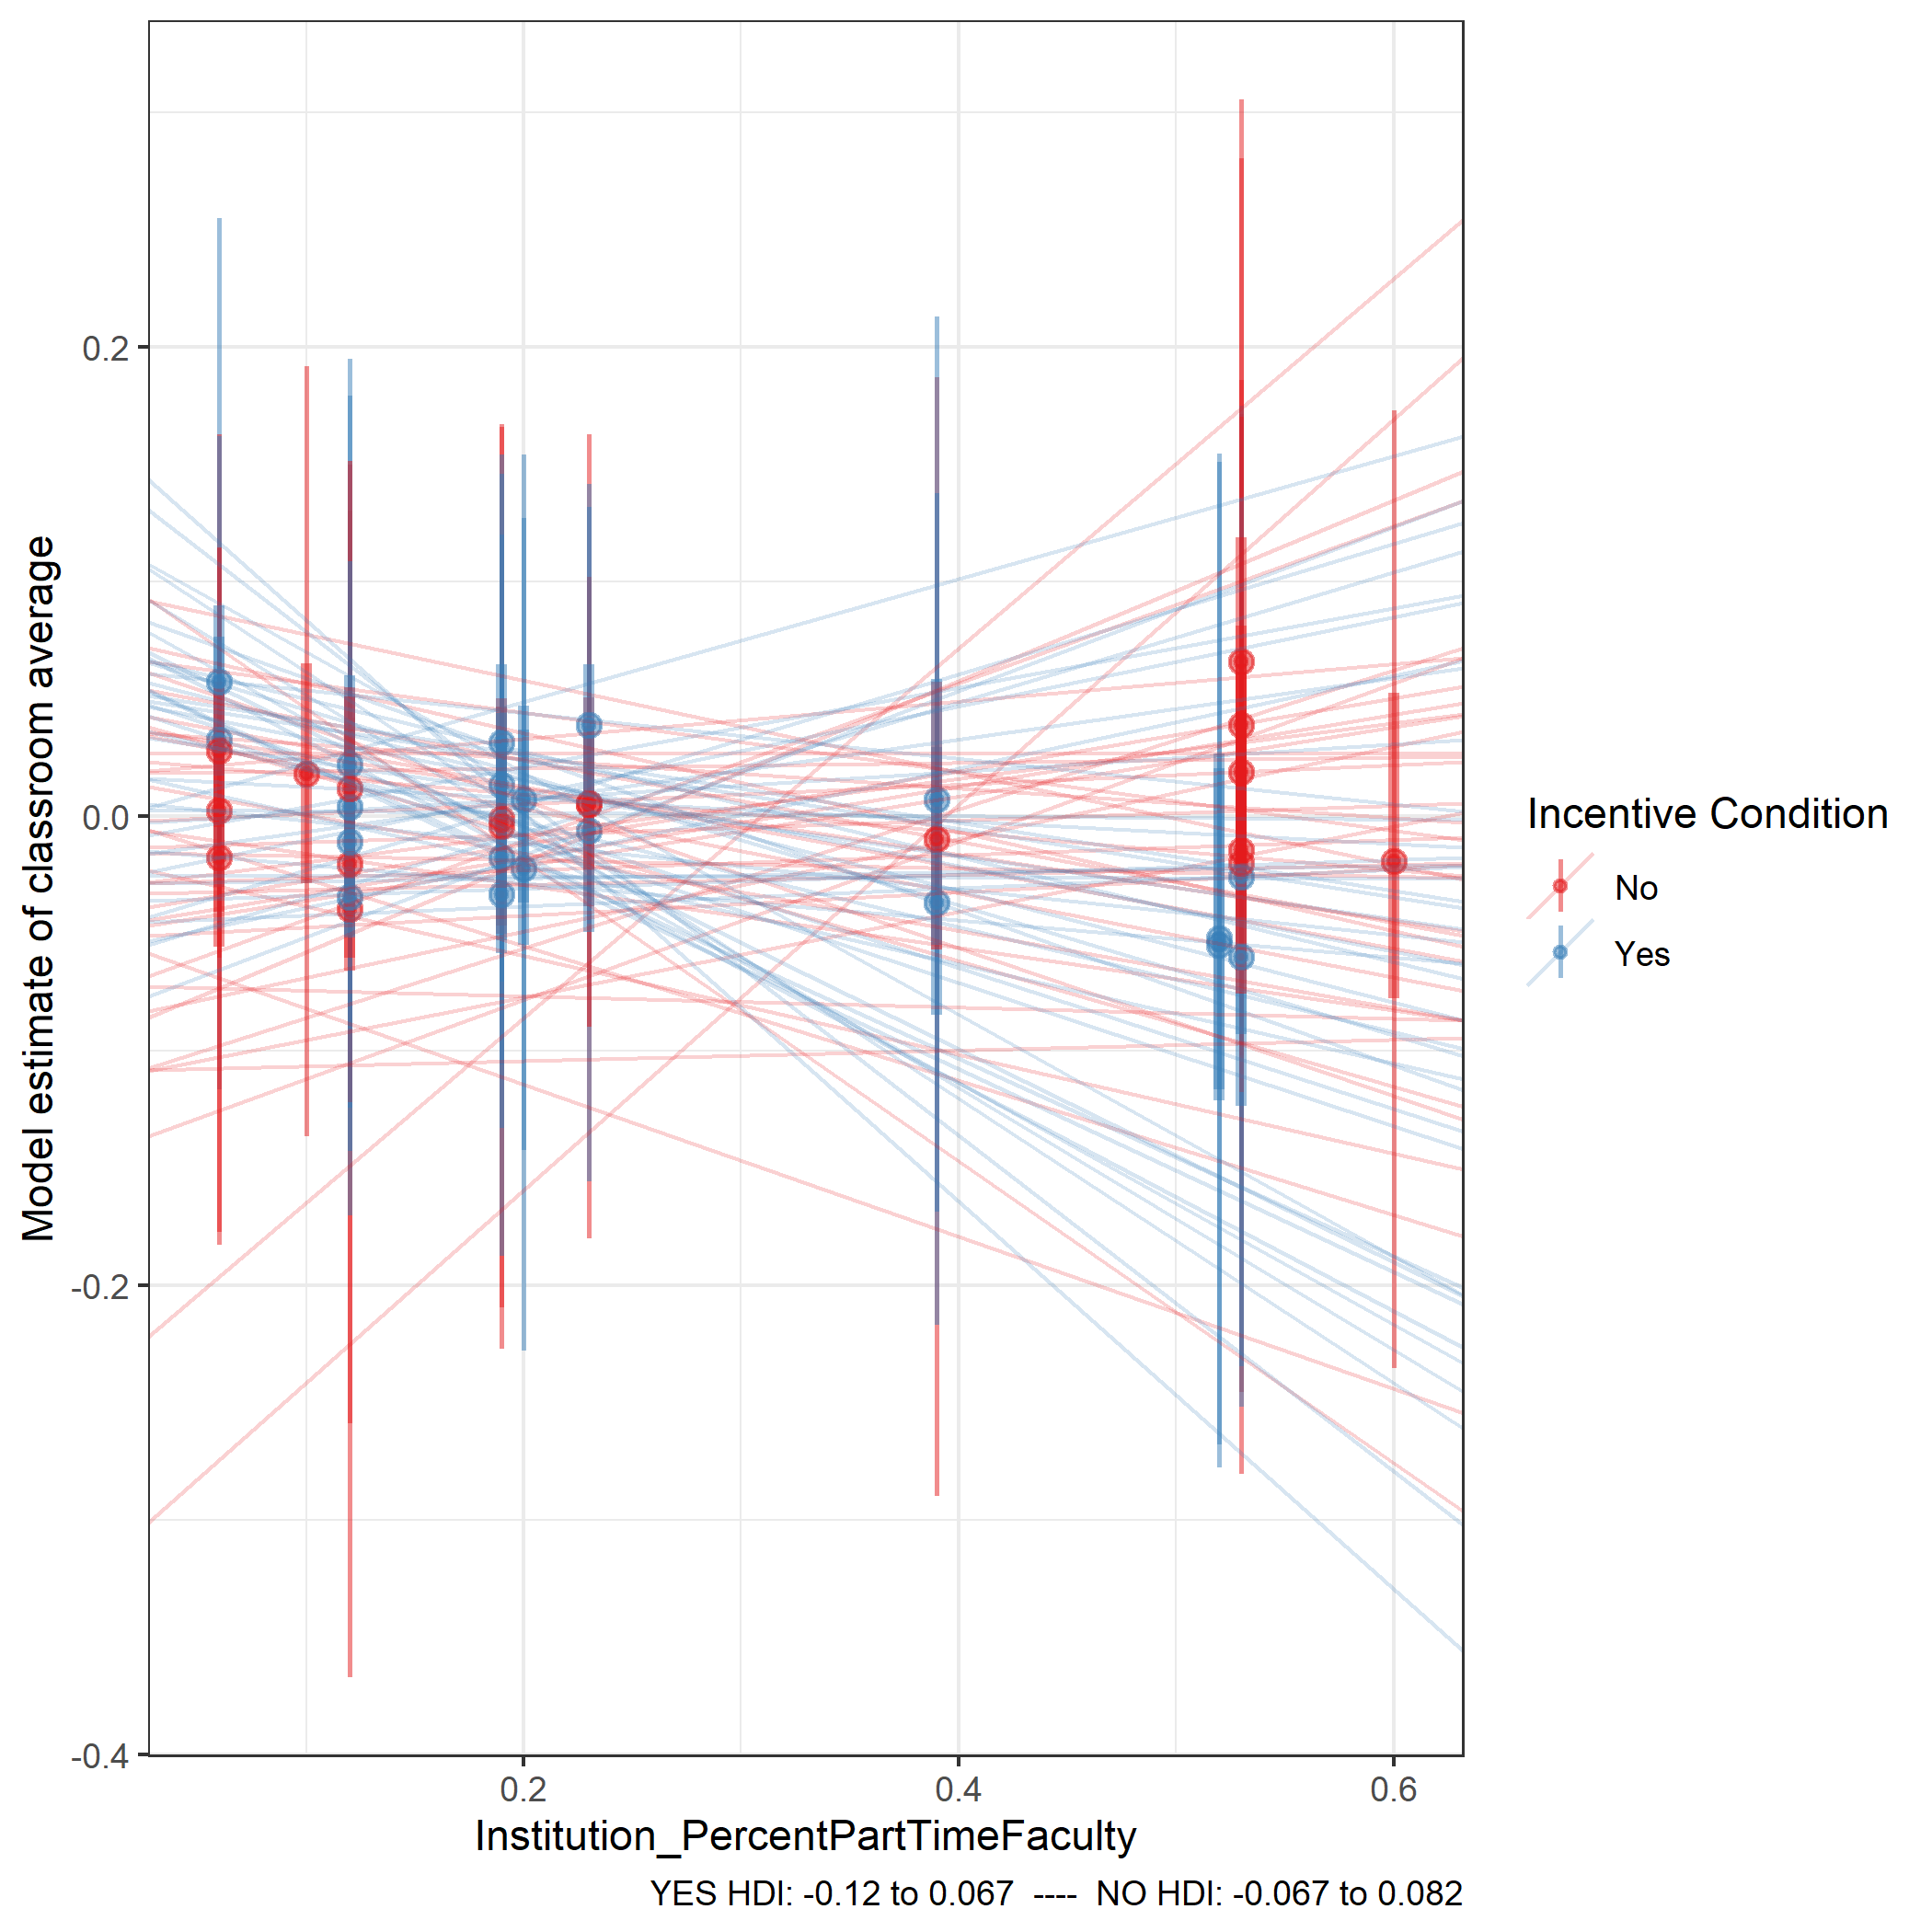 Model estimate of classroom average
0.2
0.0
-0.2
-0.4
0.2 0.4 0.6
Institution_PercentPartTimeFaculty
YES HDI: -0.12 to 0.067 ---- NO HDI: -0.067 to 0.082
Incentive Condition
No
Yes